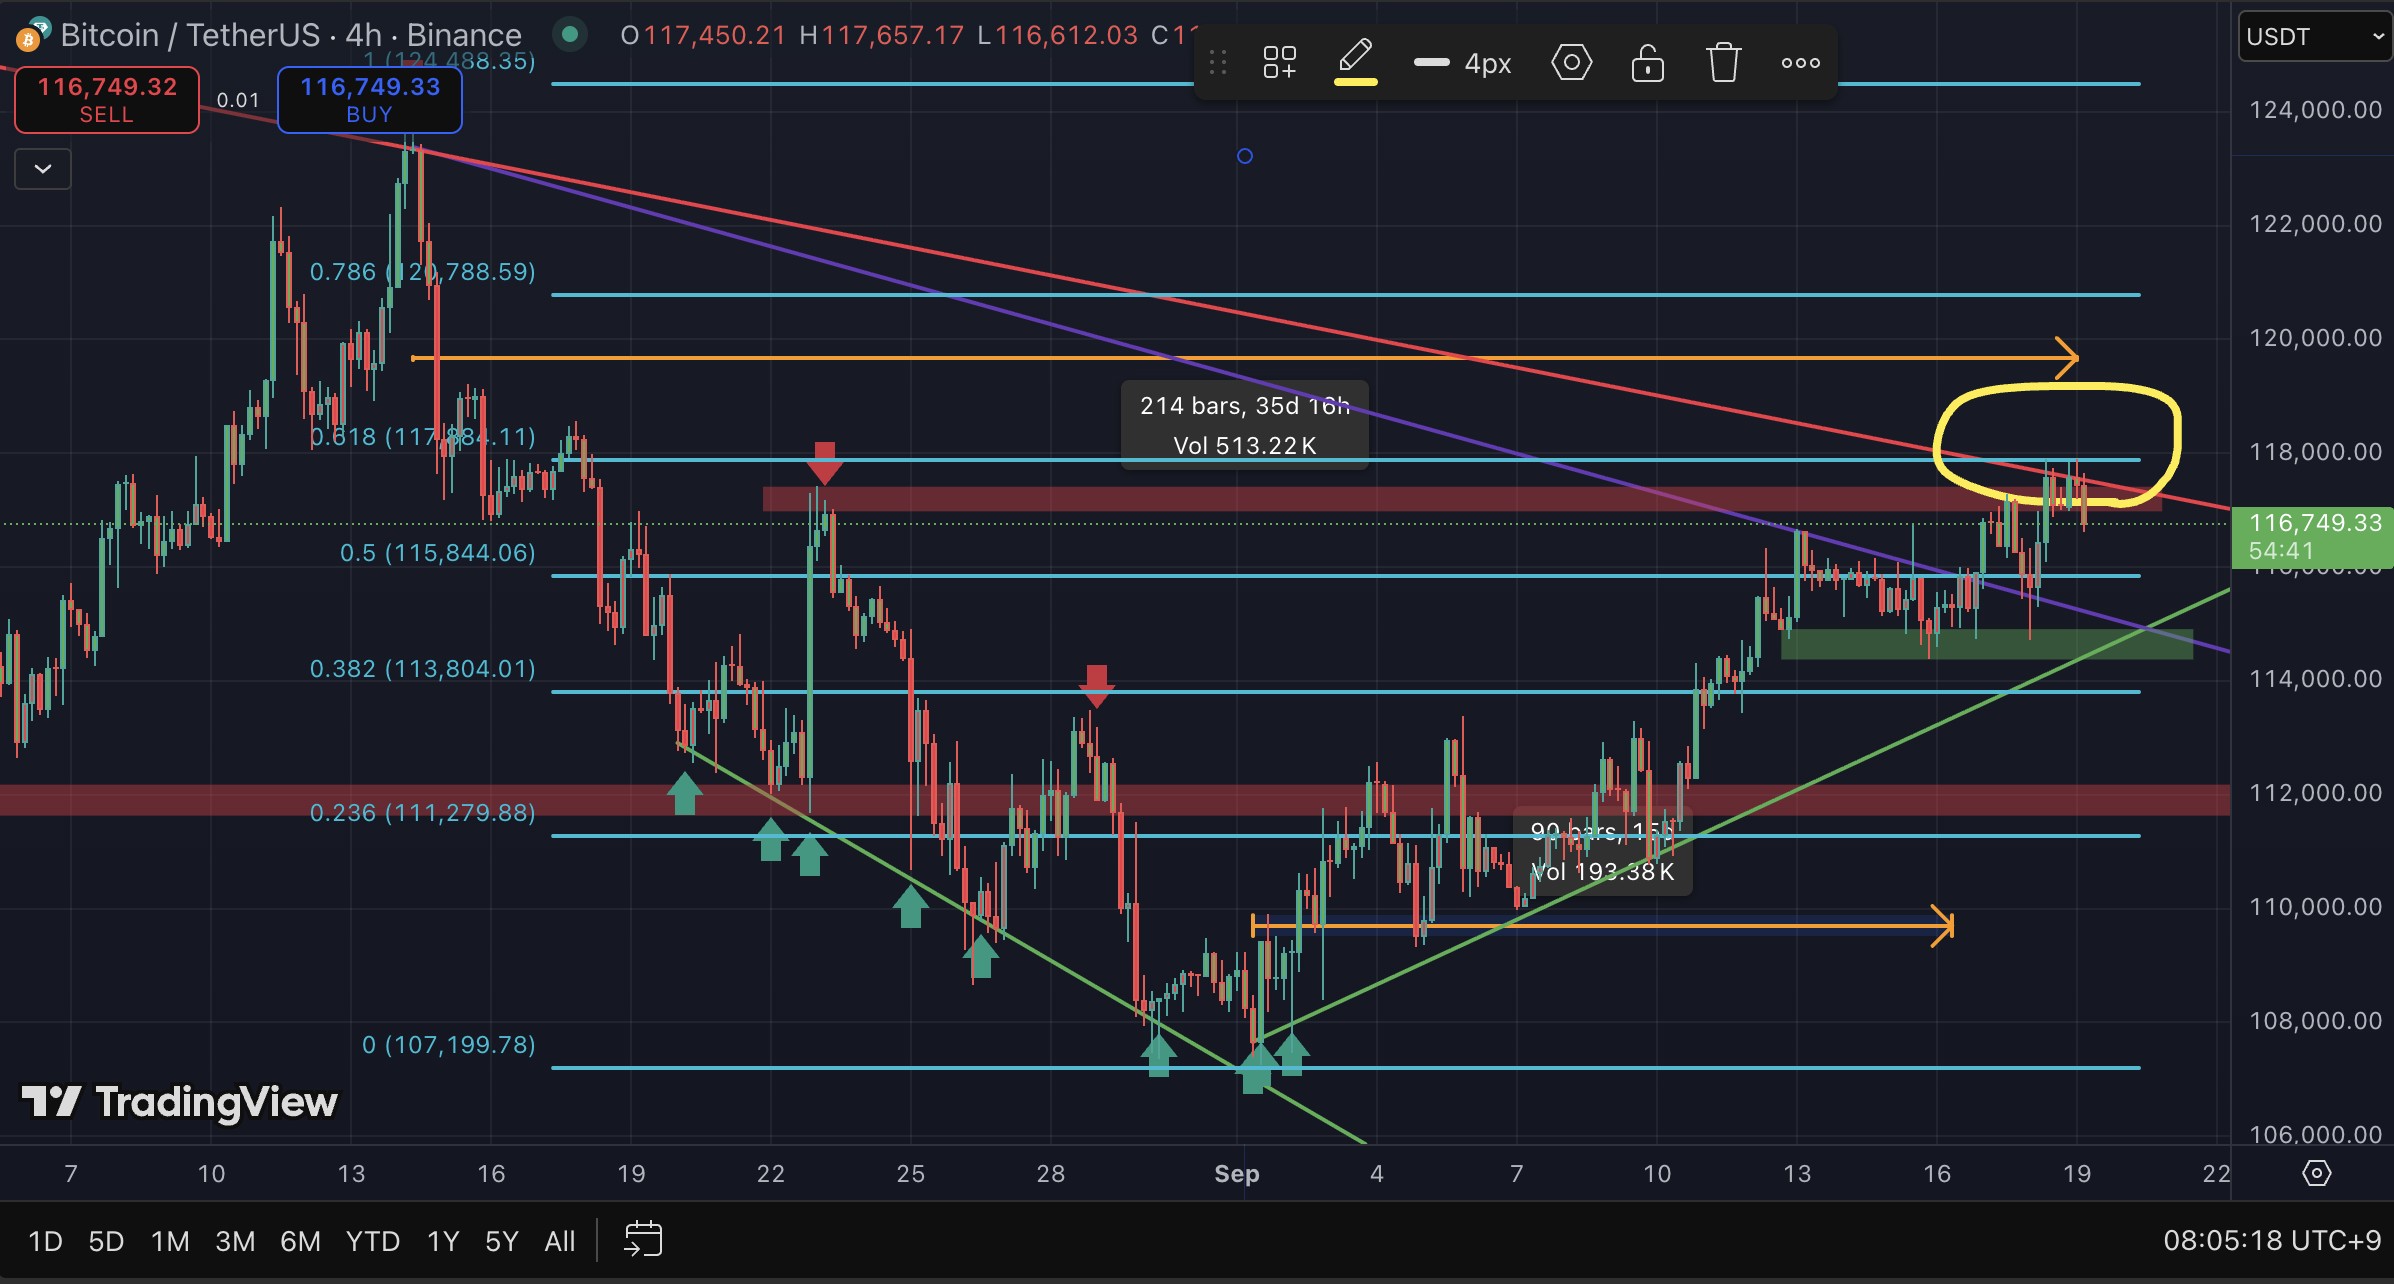 Bitcoin / TetherUS · 4h · Binance
O117,450.21 H117,657.17 L116,612.03 C11
4px
USDT
1 (124,488.35)
116,749.32
SELL
0.01
116,749.33
BUY
124,000.00
122,000.00
0.786 (120,788.59)
120,000.00
214 bars, 35d 16h
Vol 513.22K
0.618 (117,884.11)
118,000.00
116,749.33
54:41
0.5 (115,844.06)
116,000.00
0.382 (113,804.01)
114,000.00
112,000.00
0.236 (111,279.88)
90 bars, 15d
Vol 193.38K
110,000.00
108,000.00
0 (107,199.78)
TradingView
106,000.00
7 10 13 16 19 22 25 28 Sep 4 7 10 13 16 19 22
1D 5D 1M 3M 6M YTD 1Y 5Y All
08:05:18 UTC+9